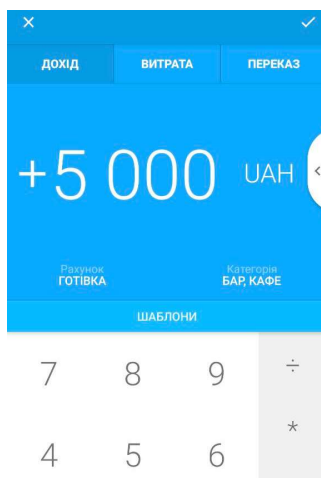 ДОХІД ВИТРАТА ПЕРЕКАЗ
+5 000 UAH
Рахунок Категорія
ГОТІВКА БАР, КАФЕ
ШАБЛОНИ
7 8 9 ÷
4 5 6 *